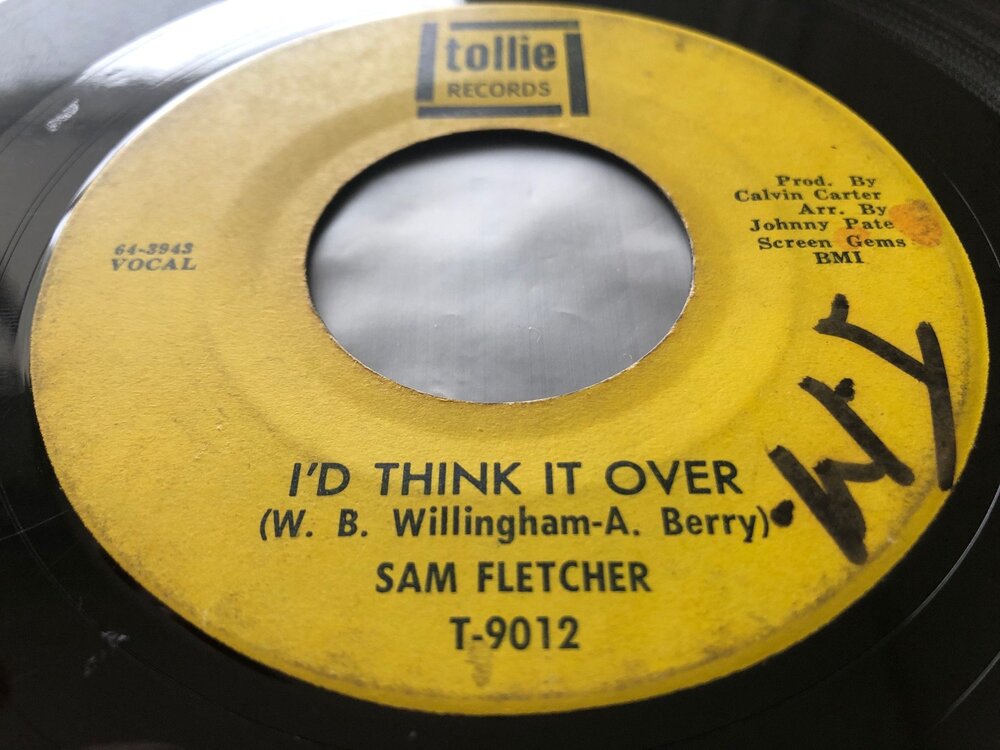 tollie
RECORDS
Prod. By
Calvin Carter
Arr. By
Johnny Pate
Screen Gems
BMI
64-3943
VOCAL
WY
I'D THINK IT OVER
(W. B. Willingham-A. Berry)
SAM FLETCHER
T-9012